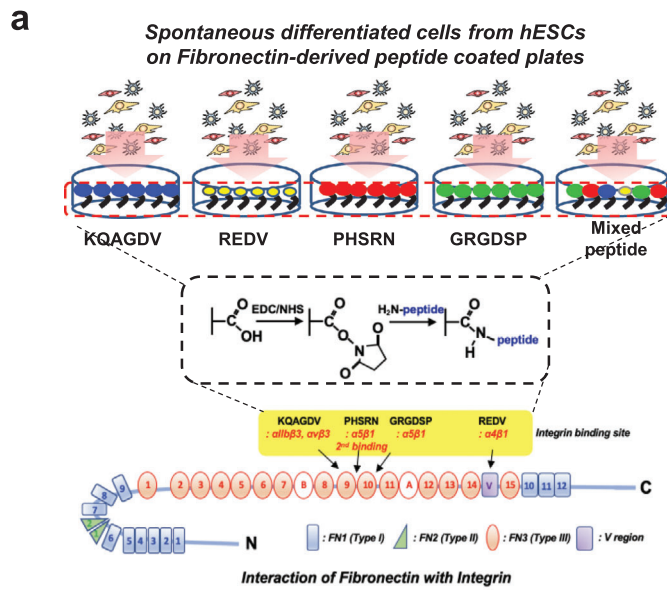 a
Spontaneous differentiated cells from hESCs
on Fibronectin-derived peptide coated plates
KQAGDV REDV PHSRN GRGDSP Mixed
peptide
C O OH EDC/NHS C O O N O O H₂N-peptide C O N H peptide
KQAGDV PHSRN GRGDSP REDV
: αIIbβ3, ανβ3 : α5β1 : α5β1 : α4β1 Integrin binding site
2nd binding
9 1 2 3 4 5 6 7 B 8 9 10 11 A 12 13 14 V 15 10 11 12 C
8
7
6 5 4 3 2 1 N
: FN1 (Type I) : FN2 (Type II) : FN3 (Type III) : V region
Interaction of Fibronectin with Integrin